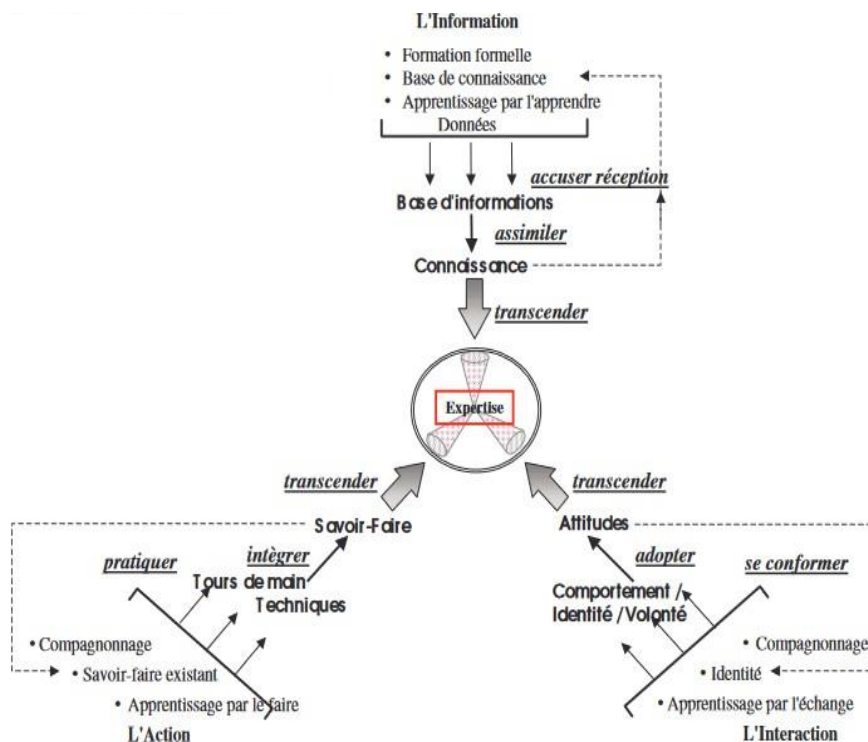 L'Information
• Formation formelle
• Base de connaissance
• Apprentissage par l'apprendre
Données
accuser réception
Base d'informations
assimiler
Connaissance
transcender
Expertise
transcender
transcender
Savoir-Faire
Attitudes
pratiquer
intègrer
adopter
se conformer
Tours de main
Techniques
Comportement /
Identité / Volonté
• Compagnonnage
• Savoir-faire existant
• Apprentissage par le faire
L'Action
• Compagnonnage
• Identité
• Apprentissage par l'échange
L'Interaction